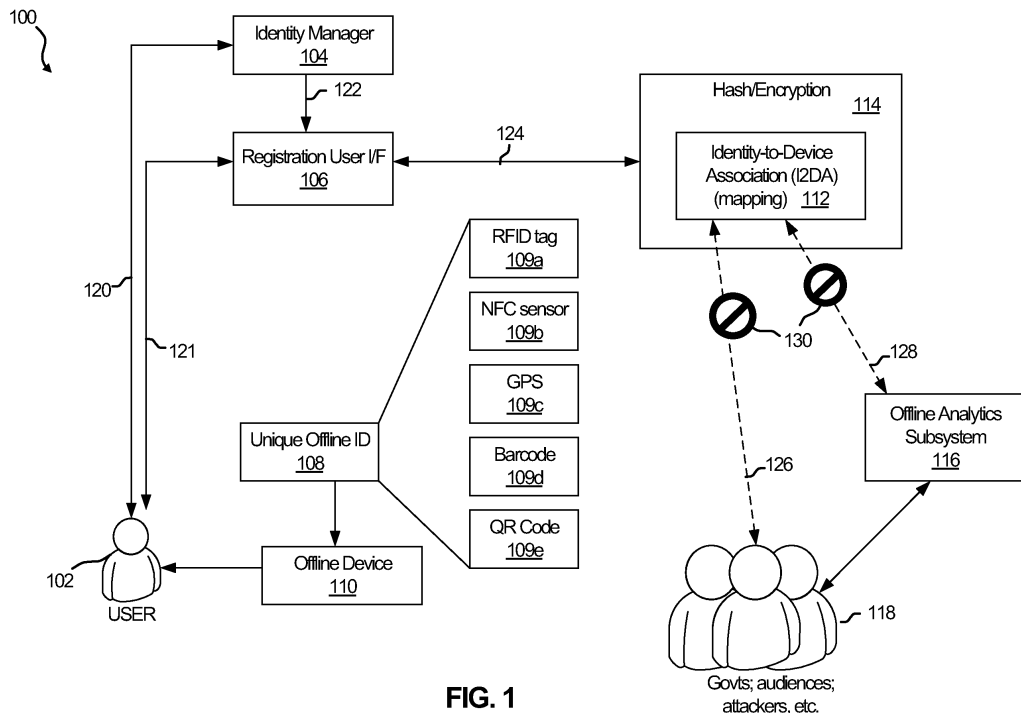 100
Identity Manager
104
122
Registration User I/F
106
124
Hash/Encryption
114
Identity-to-Device
Association (I2DA)
(mapping) 112
120
121
RFID tag
109a
NFC sensor
109b
GPS
109c
Barcode
109d
QR Code
109e
130
128
Offline Analytics
Subsystem
116
Unique Offline ID
108
126
Offline Device
110
102
USER
118
Govts; audiences;
attackers, etc.
FIG. 1